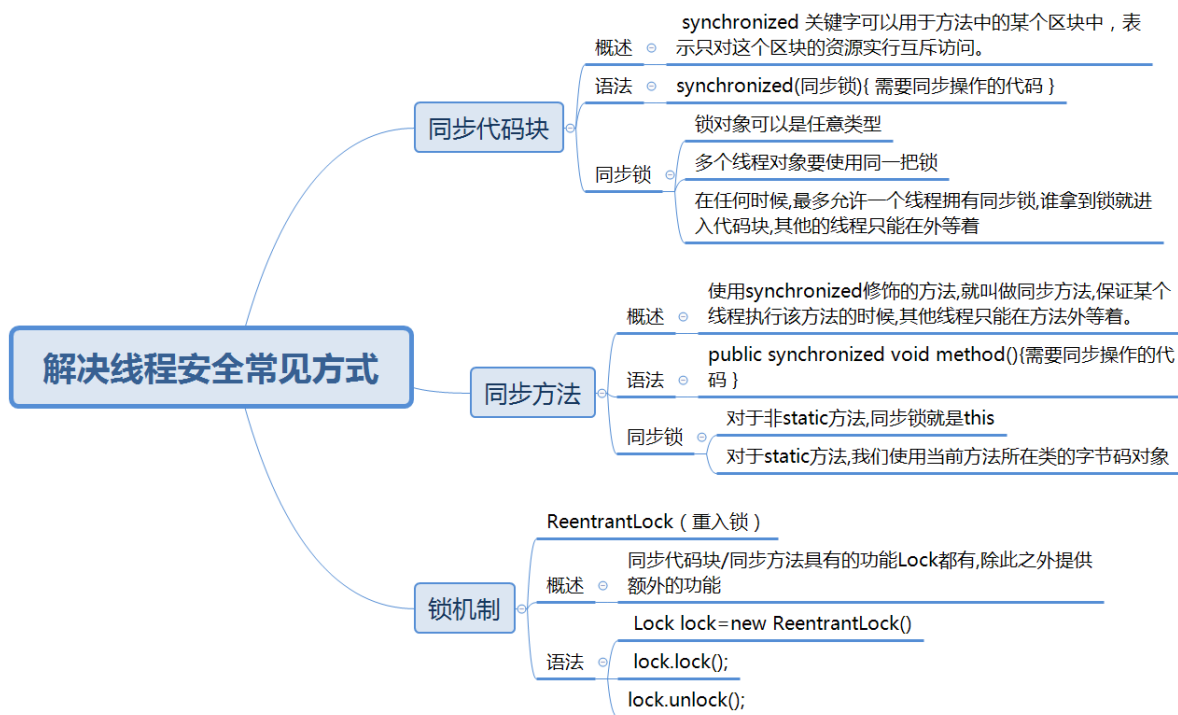 解决线程安全常见方式
同步代码块
概述
synchronized 关键字可以用于方法中的某个区块中，表
示只对这个区块的资源实行互斥访问。
语法
synchronized(同步锁){ 需要同步操作的代码 }
同步锁
锁对象可以是任意类型
多个线程对象要使用同一把锁
在任何时候,最多允许一个线程拥有同步锁,谁拿到锁就进
入代码块,其他的线程只能在外等着
同步方法
概述
使用synchronized修饰的方法,就叫做同步方法,保证某个
线程执行该方法的时候,其他线程只能在方法外等着。
语法
public synchronized void method(){需要同步操作的代
码 }
同步锁
对于非static方法,同步锁就是this
对于static方法,我们使用当前方法所在类的字节码对象
锁机制
ReentrantLock（重入锁）
概述
同步代码块/同步方法具有的功能Lock都有,除此之外提供
额外的功能
语法
Lock lock=new ReentrantLock()
lock.lock();
lock.unlock();